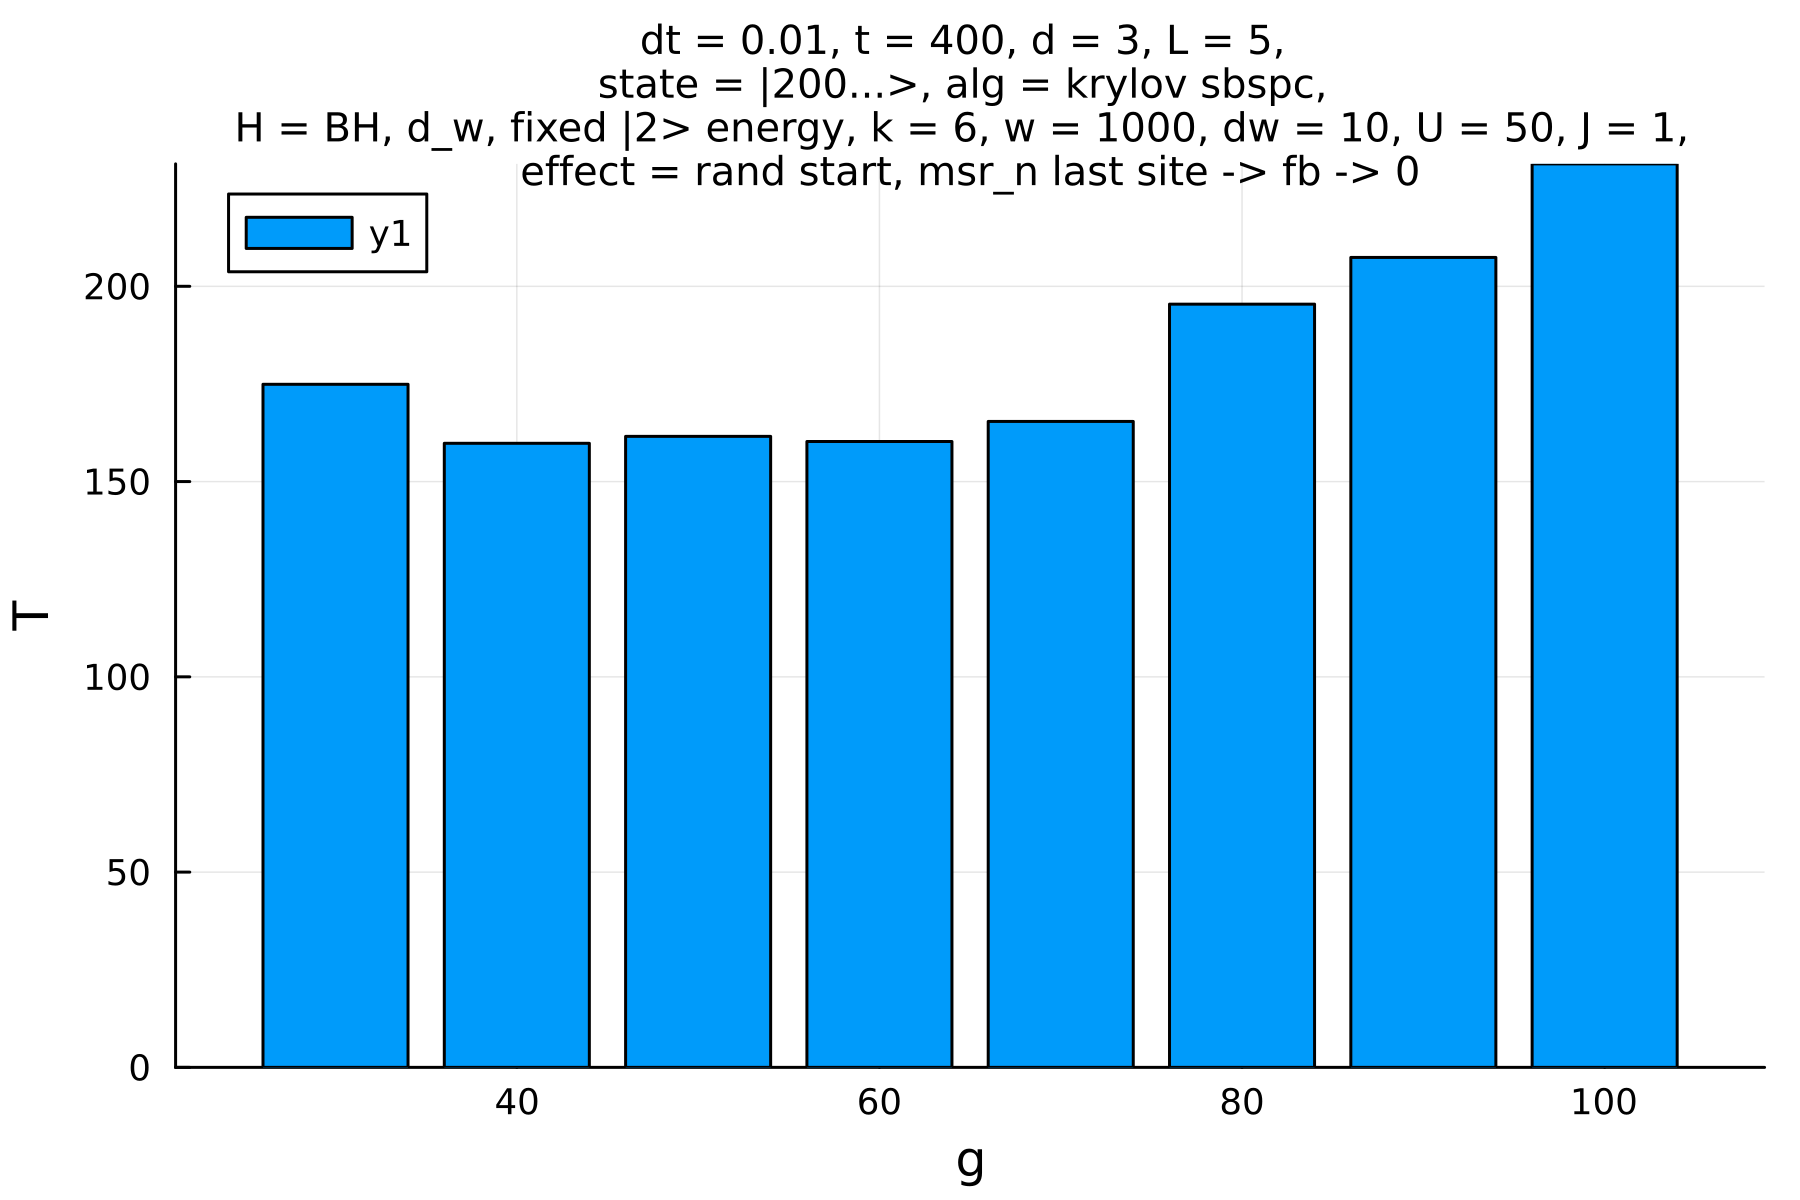 dt = 0.01, t = 400, d = 3, L = 5,
state = |200...>, alg = krylov sbspc,
H = BH, d_w, fixed |2> energy, k = 6, w = 1000, dw = 10, U = 50, J = 1,
effect = rand start, msr_n last site -> fb -> 0
y1
200
150
100
50
0
T
40 60 80 100
g